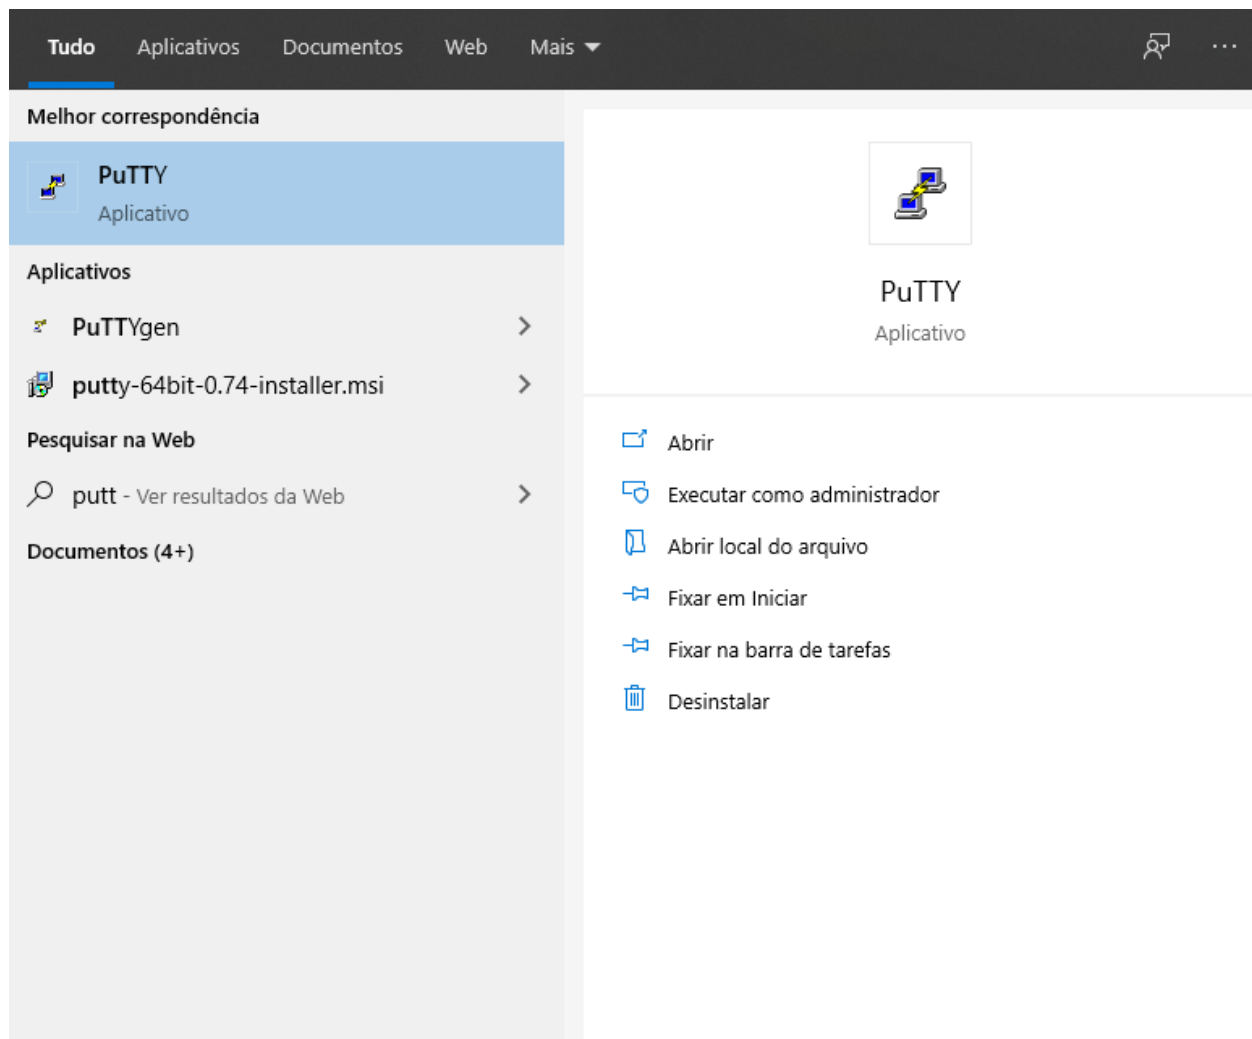 Tudo Aplicativos Documentos Web Mais
Melhor correspondência
PuTTY
Aplicativo
Aplicativos
PuTTYgen
putty-64bit-0.74-installer.msi
Pesquisar na Web
putt - Ver resultados da Web
Documentos (4+)
PuTTY
Aplicativo
Abrir
Executar como administrador
Abrir local do arquivo
Fixar em Iniciar
Fixar na barra de tarefas
Desinstalar